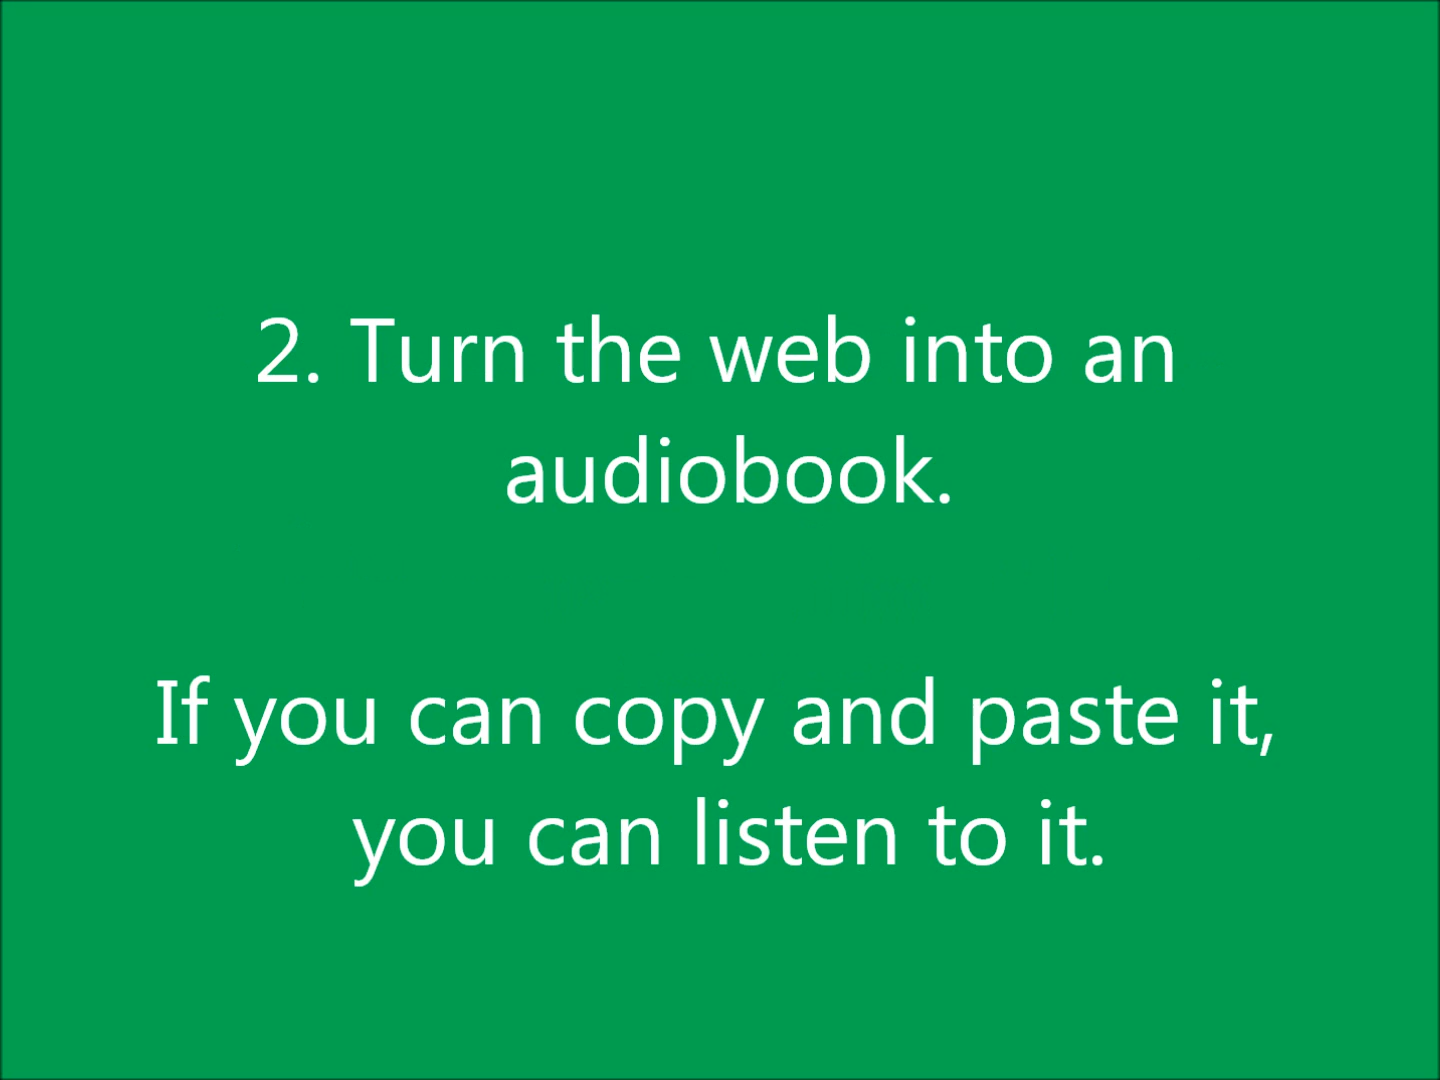 2. Turn the web into an
audiobook.
If you can copy and paste it,
you can listen to it.